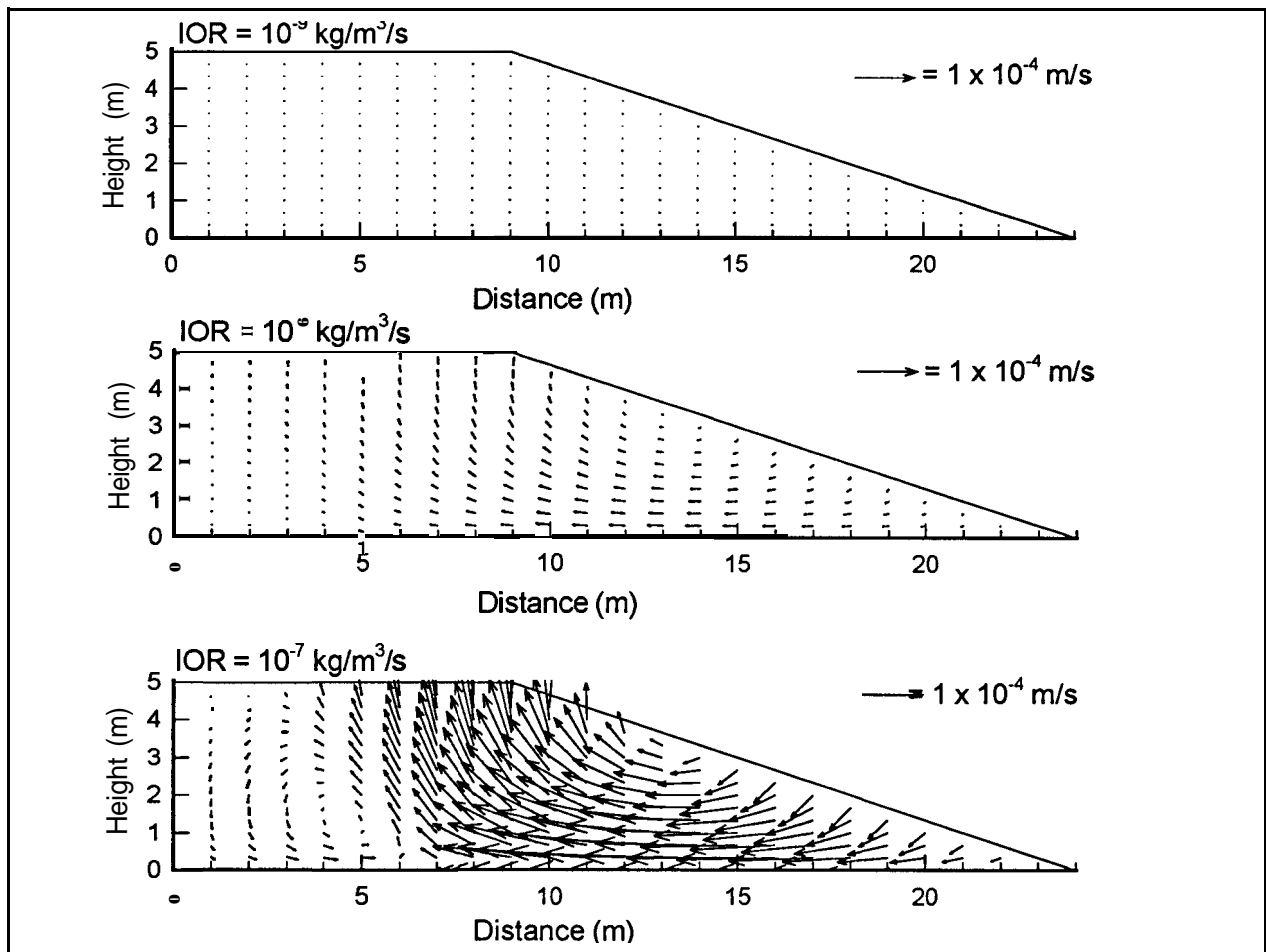 IOR = 10⁻⁹ kg/m³/s
= 1 x 10⁻⁴ m/s
5
4
3
2
1
0
Height (m)
0 5 10 15 20
Distance (m)
IOR = 10 kg/m³/s
= 1 x 10⁻⁴ m/s
5
4
3
2
1
0
Height (m)
0 5 10 15 20
Distance (m)
IOR = 10⁻⁷ kg/m³/s
1 x 10⁻⁴ m/s
5
4
3
2
1
0
Height (m)
0 5 10 15 20
Distance (m)